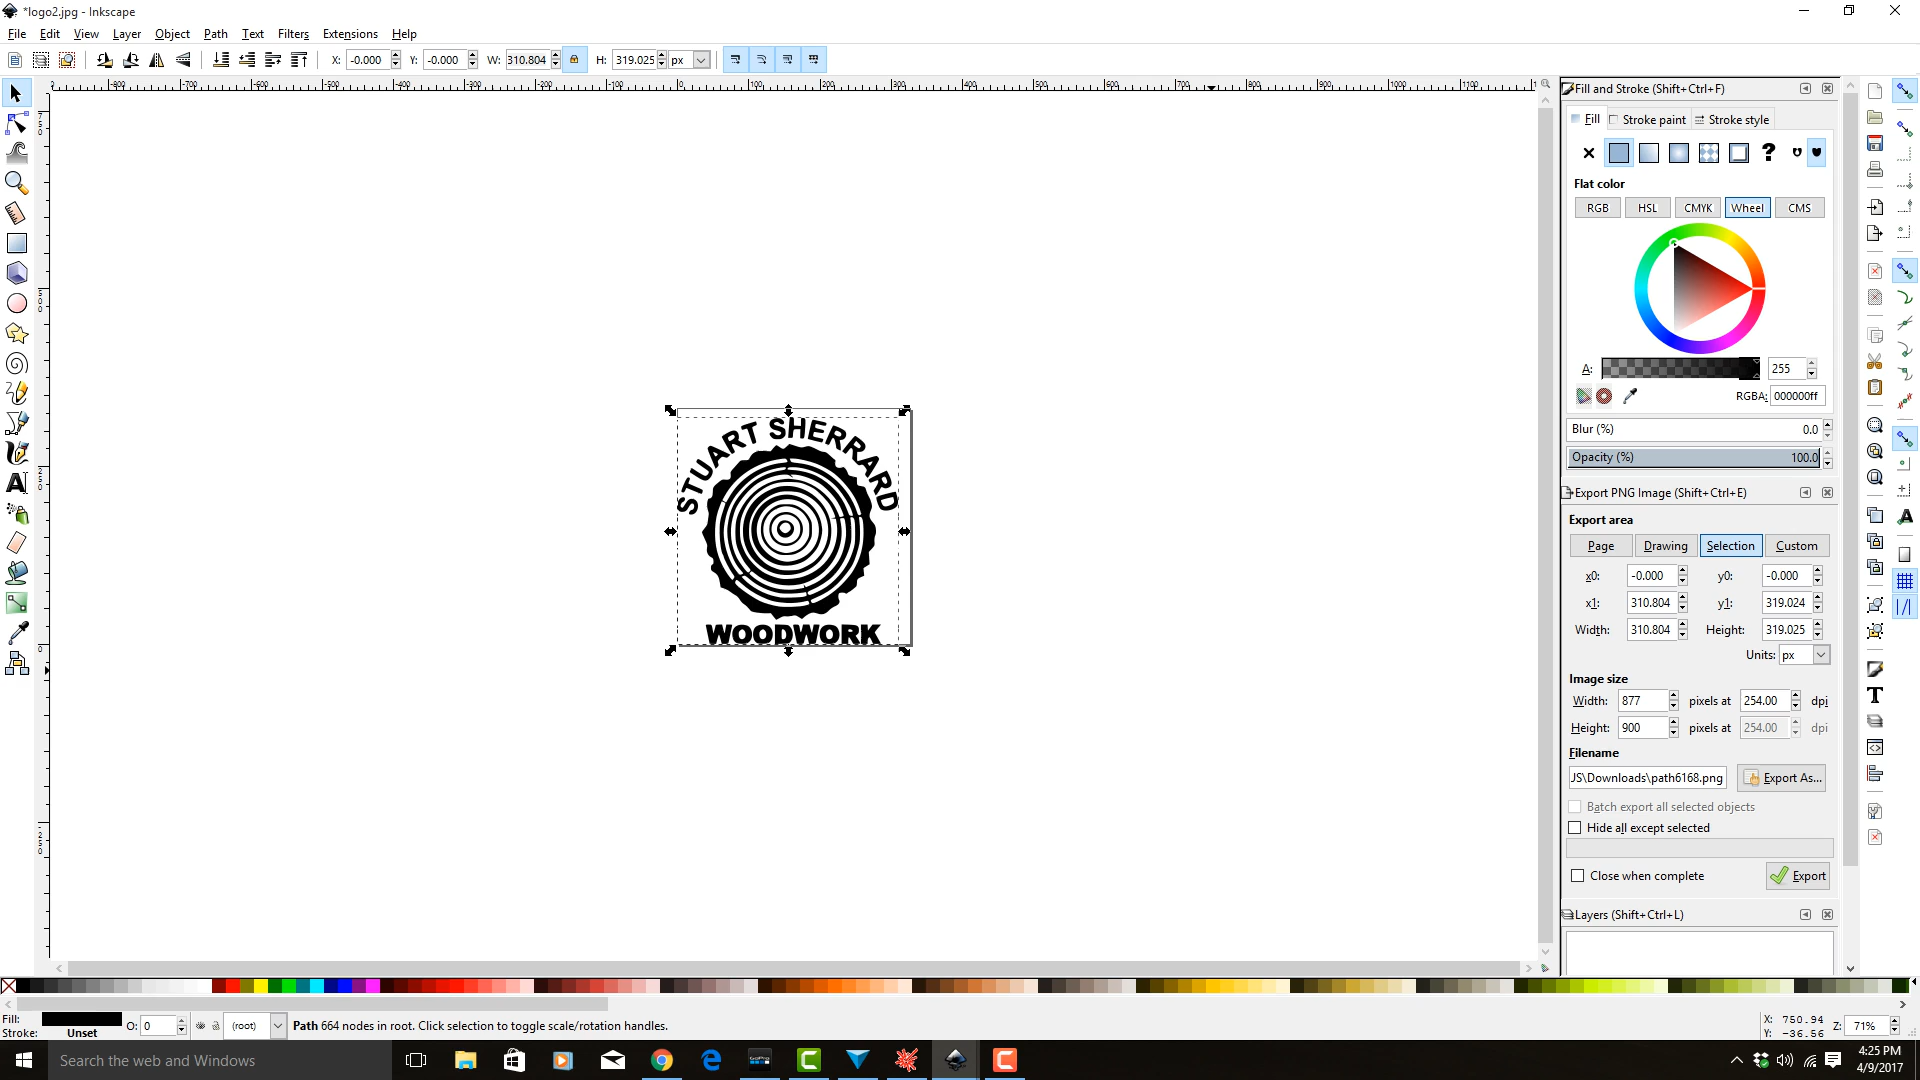 *logo2.jpg - Inkscape
File Edit View Layer Object Path Text Filters Extensions Help
X: -0.000 Y: -0.000 W: 310.804 H: 319.025 px
Fill and Stroke (Shift+Ctrl+F)
Fill Stroke paint Stroke style
?
Flat color
RGB HSL CMYK Wheel CMS
A: 255
RGBA: 000000ff
Blur (%) 0.0
Opacity (%) 100.0
Export PNG Image (Shift+Ctrl+E)
Export area
Page Drawing Selection Custom
x0: -0.000 y0: -0.000
x1: 310.804 y1: 319.024
Width: 310.804 Height: 319.025
Units: px
Image size
Width: 877 pixels at 254.00 dpi
Height: 900 pixels at 254.00 dpi
Filename
JS\Downloads\path6168.png Export As...
Batch export all selected objects
Hide all except selected
Close when complete Export
Layers (Shift+Ctrl+L)
STUART SHERRARD
WOODWORK
Fill:
Stroke: Unset
O: 0 (root) Path 664 nodes in root. Click selection to toggle scale/rotation handles.
X: 750.94
Y: -36.56
Z: 71%
Search the web and Windows
GoPro
4:25 PM
4/9/2017